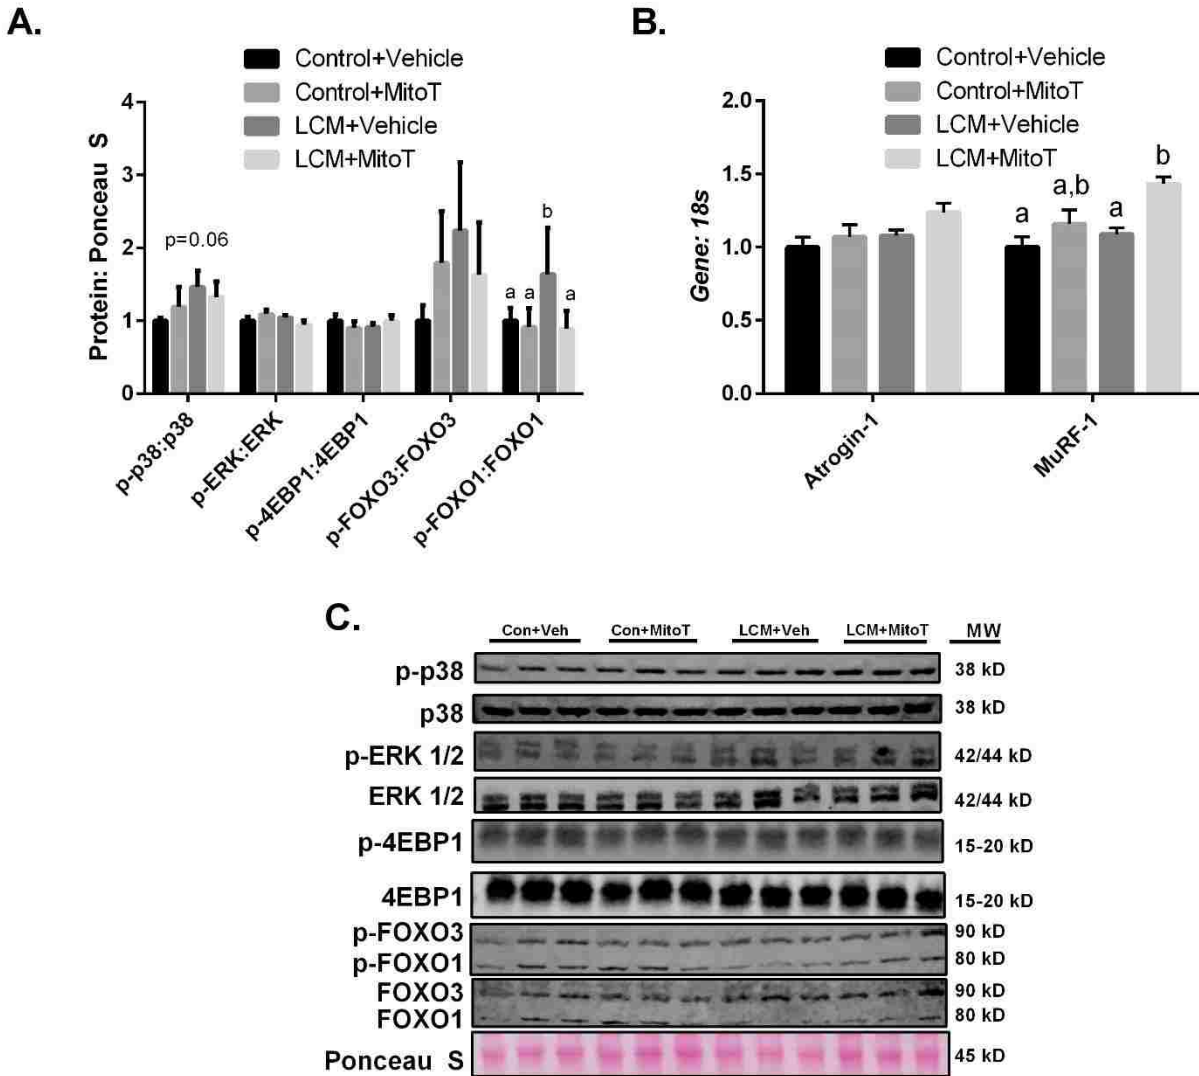 A.
Control+Vehicle
Control+MitoT
LCM+Vehicle
LCM+MitoT
Protein: Ponceau S
4
3
2
1
0
p=0.06
b
a a a
p-p38:p38
p-ERK:ERK
p-4EBP1:4EBP1
p-FOXO3:FOXO3
p-FOXO1:FOXO1
B.
Control+Vehicle
Control+MitoT
LCM+Vehicle
LCM+MitoT
Gene: 18s
2.0
1.5
1.0
0.5
0.0
b
a a,b a
Atrogin-1
MuRF-1
C.
Con+Veh Con+MitoT LCM+Veh LCM+MitoT MW
p-p38 38 kD
p38 38 kD
p-ERK 1/2 42/44 kD
ERK 1/2 42/44 kD
p-4EBP1 15-20 kD
4EBP1 15-20 kD
p-FOXO3 90 kD
p-FOXO1 80 kD
FOXO3 90 kD
FOXO1 80 kD
Ponceau S 45 kD